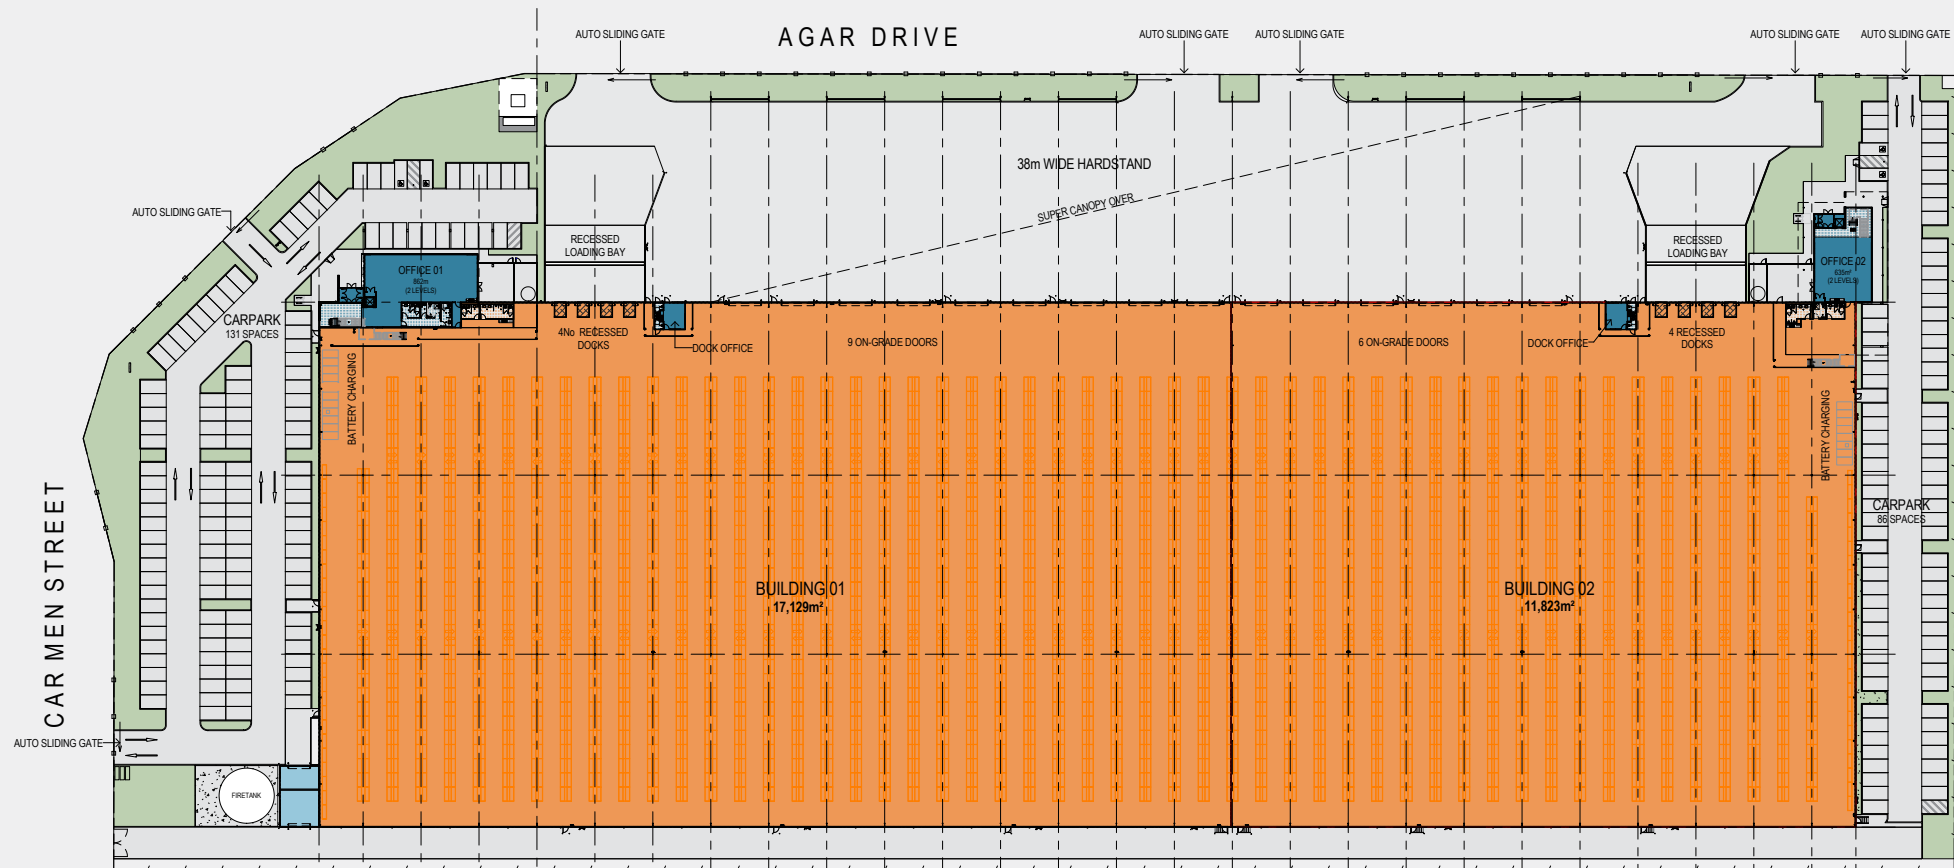 AGAR DRIVE
AUTO SLIDING GATE
AUTO SLIDING GATE
AUTO SLIDING GATE
AUTO SLIDING GATE
AUTO SLIDING GATE
38m WIDE HARDSTAND
SUPER CANOPY OVER
AUTO SLIDING GATE
RECESSED
LOADING BAY
RECESSED
LOADING BAY
OFFICE 01
862m
(2 LEVELS)
OFFICE 02
635m²
(2 LEVELS)
CARPARK
131 SPACES
4No RECESSED
DOCKS
DOCK OFFICE
9 ON-GRADE DOORS
6 ON-GRADE DOORS
DOCK OFFICE
4 RECESSED
DOCKS
BATTERY CHARGING
BATTERY CHARGING
CARPARK
86 SPACES
BUILDING 01
17,129m²
BUILDING 02
11,823m²
CARMEN STREET
AUTO SLIDING GATE
FIRETANK